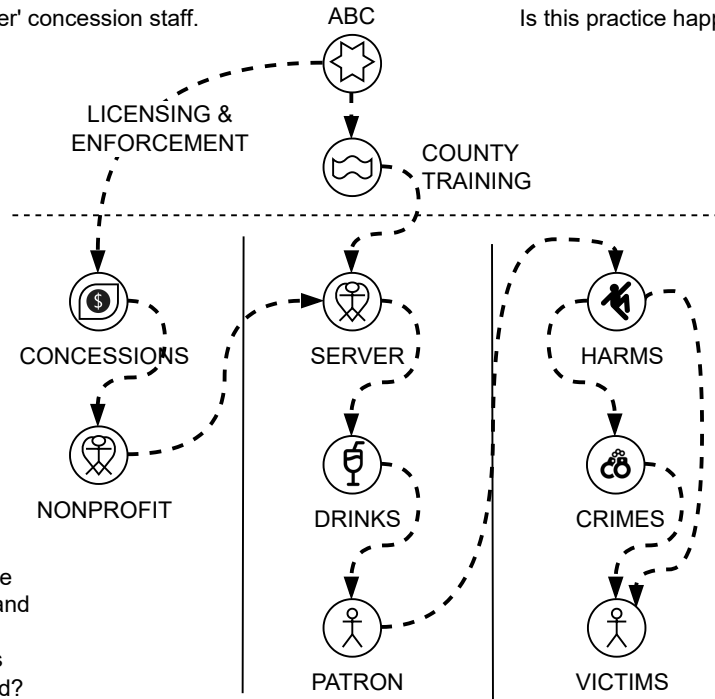 er' concession staff.
ABC
Is this practice happ
LICENSING &
ENFORCEMENT
COUNTY
TRAINING
$
CONCESSIONS
SERVER
HARMS
NONPROFIT
DRINKS
CRIMES
e
and
s
d?
PATRON
VICTIMS